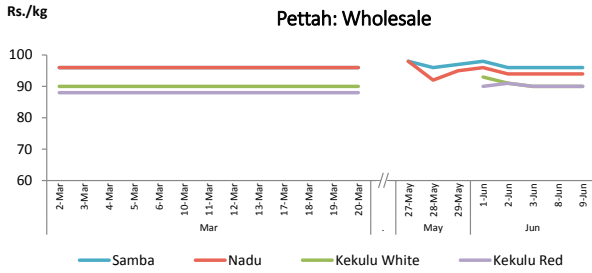 Rs./kg
Pettah: Wholesale
100
90
80
70
60
2-Mar 3-Mar 4-Mar 5-Mar 6-Mar 10-Mar 11-Mar 12-Mar 13-Mar 17-Mar 18-Mar 19-Mar 20-Mar // 27-May 28-May 29-May 1-Jun 2-Jun 3-Jun 8-Jun 9-Jun
Mar . May Jun
Samba Nadu Kekulu White Kekulu Red